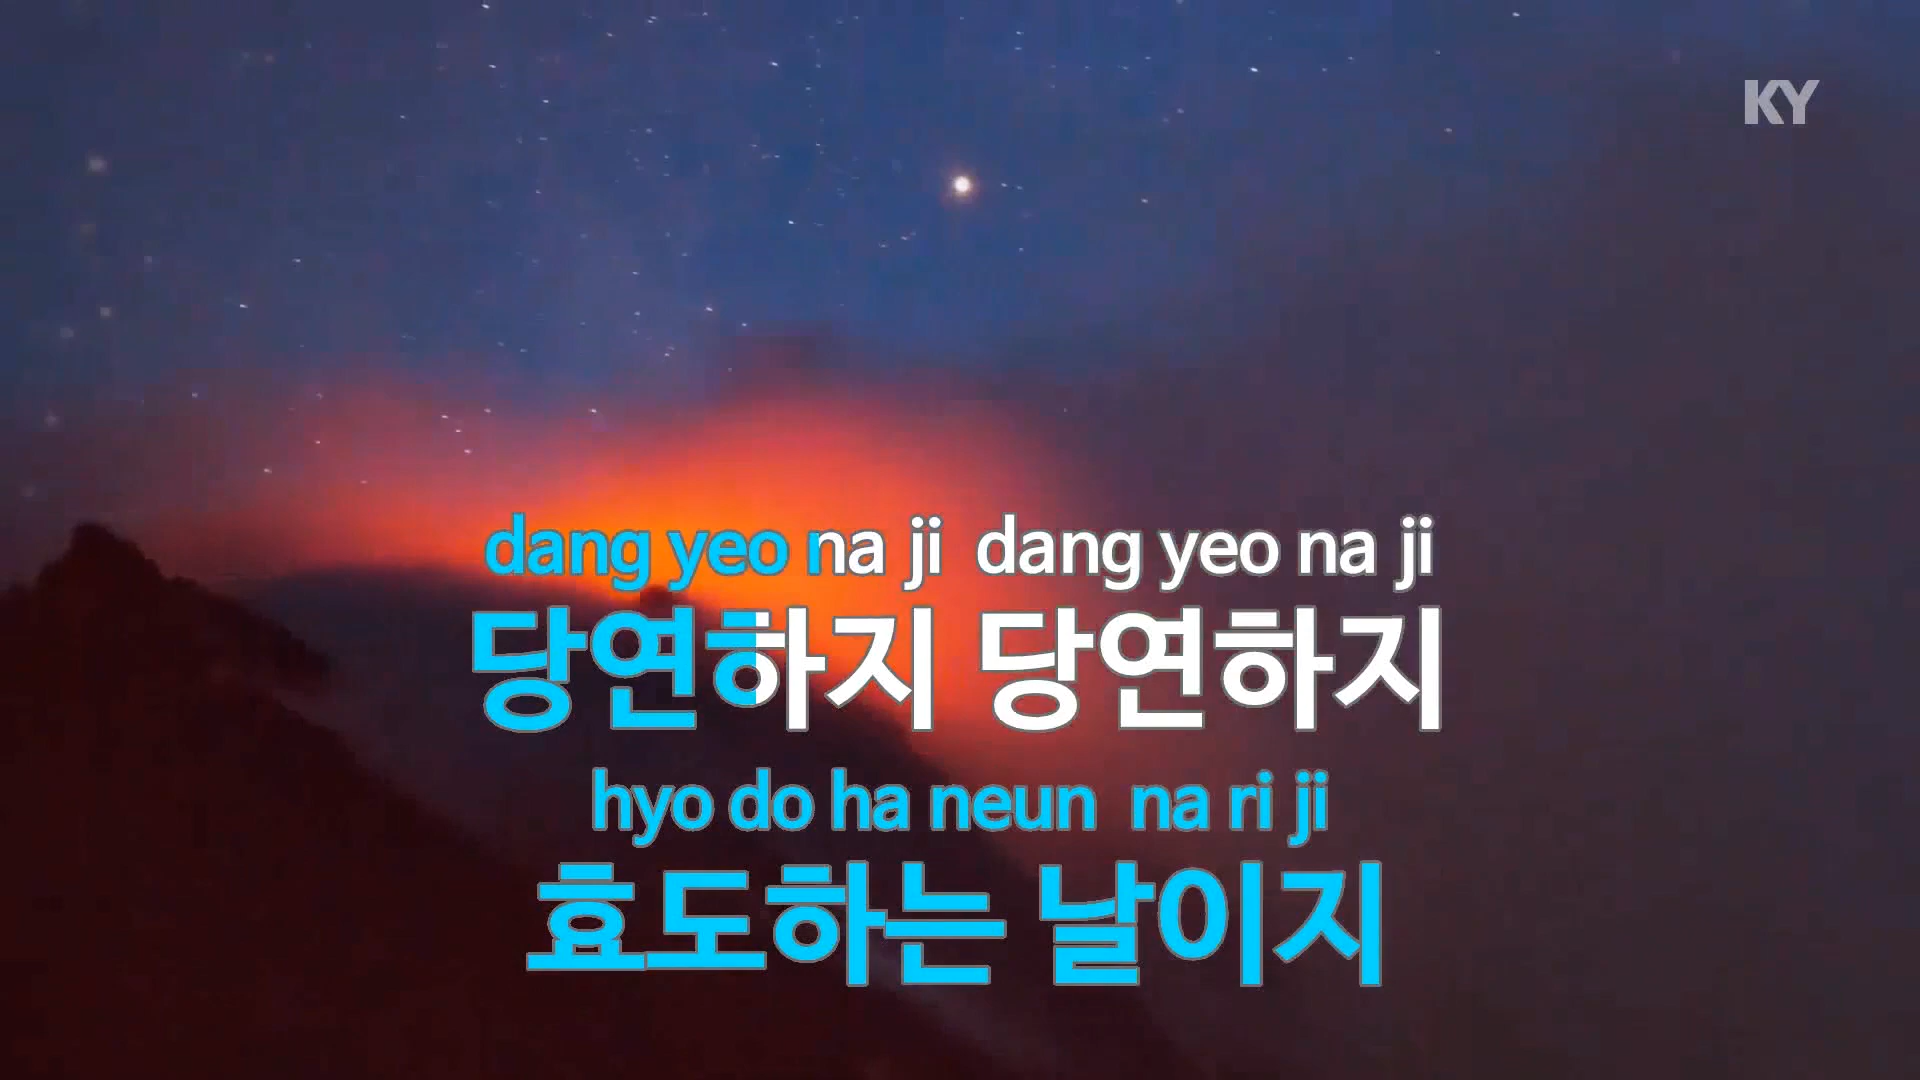 KY
dang yeo na ji dang yeo na ji
당연하지 당연하지
hyo do ha neun na ri ji
효도하는 날이지